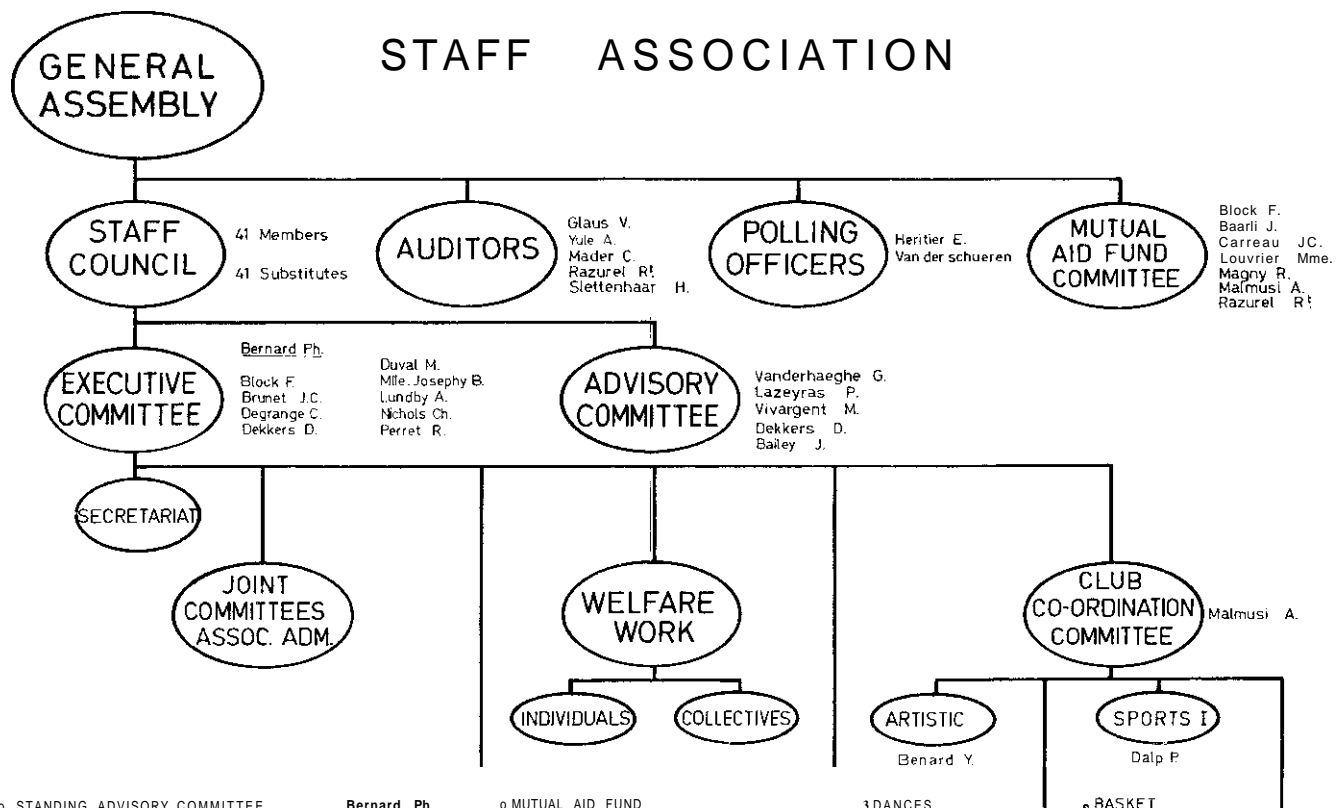 STAFF ASSOCIATION
GENERAL
ASSEMBLY
STAFF
COUNCIL
41 Members
41 Substitutes
AUDITORS
Glaus V.
Yule A.
Mader C.
Razurel Rt.
Slettenhaar H.
POLLING
OFFICERS
Heritier E.
Van der schueren
MUTUAL
AID FUND
COMMITTEE
Block F.
Baarli J.
Carreau JC.
Louvrier Mme.
Magny R.
Malmusi A.
Razurel Rt.
EXECUTIVE
COMMITTEE
Bernard Ph.
Block F.
Brunet J.C.
Degrange C.
Dekkers D.
Duval M.
Mlle. Josephy B.
Lundby A.
Nichols Ch.
Perret R.
ADVISORY
COMMITTEE
Vanderhaeghe G.
Lazeyras P.
Vivargent M.
Dekkers D.
Bailey J.
SECRETARIAT
JOINT
COMMITTEES
ASSOC. ADM.
WELFARE
WORK
INDIVIDUALS
COLLECTIVES
CLUB
CO-ORDINATION
COMMITTEE
Malmusi A.
ARTISTIC
Benard Y.
SPORTS I
Dalp P.
o STANDING ADVISORY COMMITTEE
Bernard Ph.
o MUTUAL AID FUND
3 DANCES
o BASKET